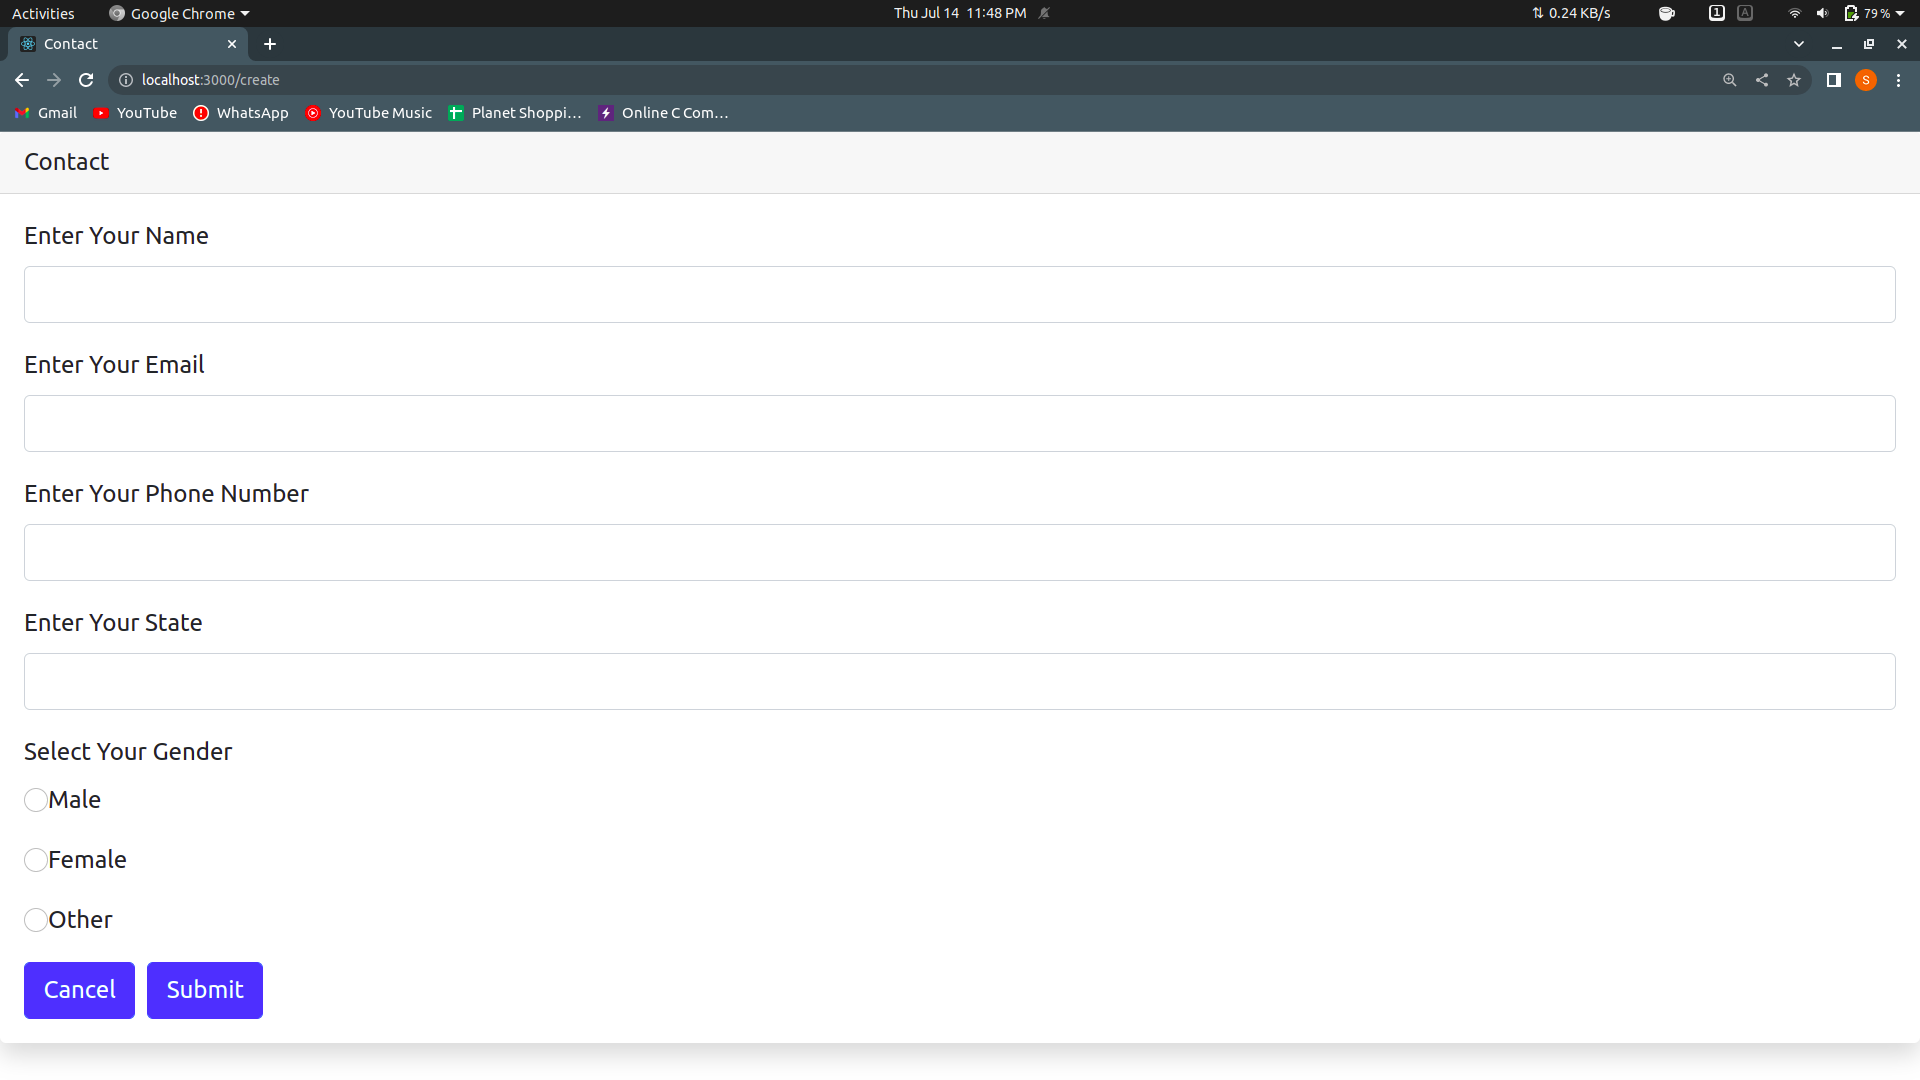 Activities Google Chrome Thu Jul 14 11:48 PM 0.24 KB/s 1 A 79 %
Contact
localhost:3000/create S
Gmail YouTube WhatsApp YouTube Music Planet Shoppi... Online C Com...
Contact
Enter Your Name
Enter Your Email
Enter Your Phone Number
Enter Your State
Select Your Gender
Male
Female
Other
Cancel Submit